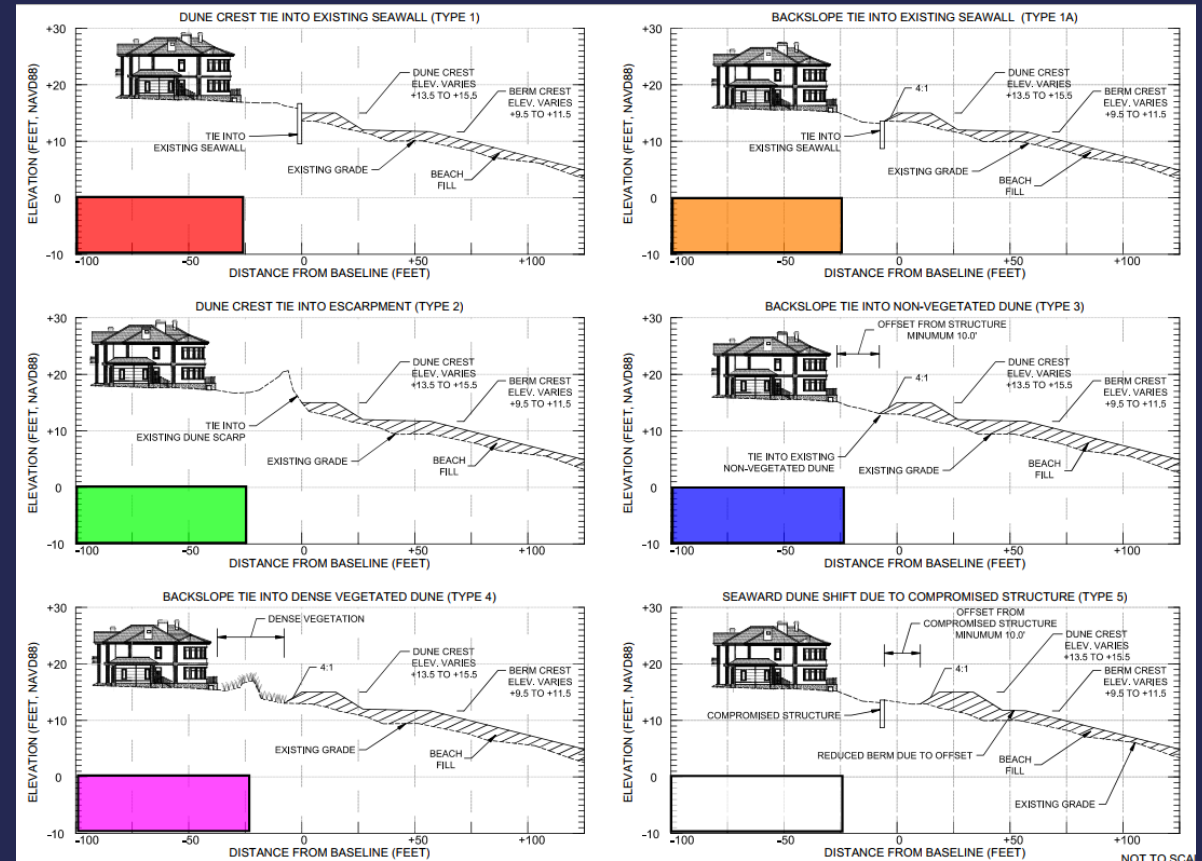 DUNE CREST TIE INTO EXISTING SEAWALL (TYPE 1)
+30
+20
+10
0
-10
ELEVATION (FEET, NAVD88)
DUNE CREST
ELEV. VARIES
+13.5 TO +15.5
BERM CREST
ELEV. VARIES
+9.5 TO +11.5
TIE INTO
EXISTING SEAWALL
EXISTING GRADE
BEACH
FILL
-100
-50
0
+50
+100
DISTANCE FROM BASELINE (FEET)
BACKSLOPE TIE INTO EXISTING SEAWALL (TYPE 1A)
+30
+20
+10
0
-10
ELEVATION (FEET, NAVD88)
4:1
DUNE CREST
ELEV. VARIES
+13.5 TO +15.5
BERM CREST
ELEV. VARIES
+9.5 TO +11.5
TIE INTO
EXISTING SEAWALL
EXISTING GRADE
BEACH
FILL
-100
-50
0
+50
+100
DISTANCE FROM BASELINE (FEET)
DUNE CREST TIE INTO ESCARPMENT (TYPE 2)
+30
+20
+10
0
-10
ELEVATION (FEET, NAVD88)
DUNE CREST
ELEV. VARIES
+13.5 TO +15.5
BERM CREST
ELEV. VARIES
+9.5 TO +11.5
TIE INTO
EXISTING DUNE SCARP
EXISTING GRADE
BEACH
FILL
-100
-50
0
+50
+100
DISTANCE FROM BASELINE (FEET)
BACKSLOPE TIE INTO NON-VEGETATED DUNE (TYPE 3)
+30
+20
+10
0
-10
ELEVATION (FEET, NAVD88)
OFFSET FROM STRUCTURE
MINIMUM 10.0'
4:1
DUNE CREST
ELEV. VARIES
+13.5 TO +15.5
BERM CREST
ELEV. VARIES
+9.5 TO +11.5
TIE INTO EXISTING
NON-VEGETATED DUNE
EXISTING GRADE
BEACH
FILL
-100
-50
0
+50
+100
DISTANCE FROM BASELINE (FEET)
BACKSLOPE TIE INTO DENSE VEGETATED DUNE (TYPE 4)
+30
+20
+10
0
-10
ELEVATION (FEET, NAVD88)
DENSE VEGETATION
4:1
DUNE CREST
ELEV. VARIES
+13.5 TO +15.5
BERM CREST
ELEV. VARIES
+9.5 TO +11.5
EXISTING GRADE
BEACH
FILL
-100
-50
0
+50
+100
DISTANCE FROM BASELINE (FEET)
SEAWARD DUNE SHIFT DUE TO COMPROMISED STRUCTURE (TYPE 5)
+30
+20
+10
0
-10
ELEVATION (FEET, NAVD88)
OFFSET FROM
COMPROMISED STRUCTURE
MINIMUM 10.0'
4:1
DUNE CREST
ELEV. VARIES
+13.5 TO +15.5
BERM CREST
ELEV. VARIES
+9.5 TO +11.5
COMPROMISED STRUCTURE
REDUCED BERM DUE TO OFFSET
BEACH
FILL
EXISTING GRADE
-100
-50
0
+50
+100
DISTANCE FROM BASELINE (FEET)
NOT TO